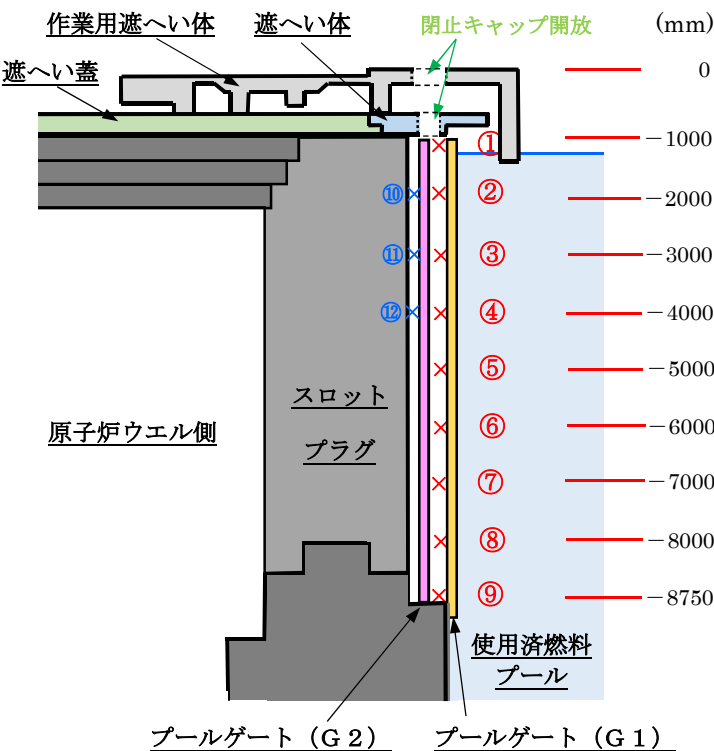 作業用遮へい体
遮へい体
閉止キャップ開放
(mm)
遮へい蓋
0
①
−1000
⑩
②
−2000
⑪
③
−3000
⑫
④
−4000
⑤
−5000
スロット
プラグ
原子炉ウエル側
⑥
−6000
⑦
−7000
⑧
−8000
⑨
−8750
使用済燃料
プール
プールゲート（G２）
プールゲート（G１）